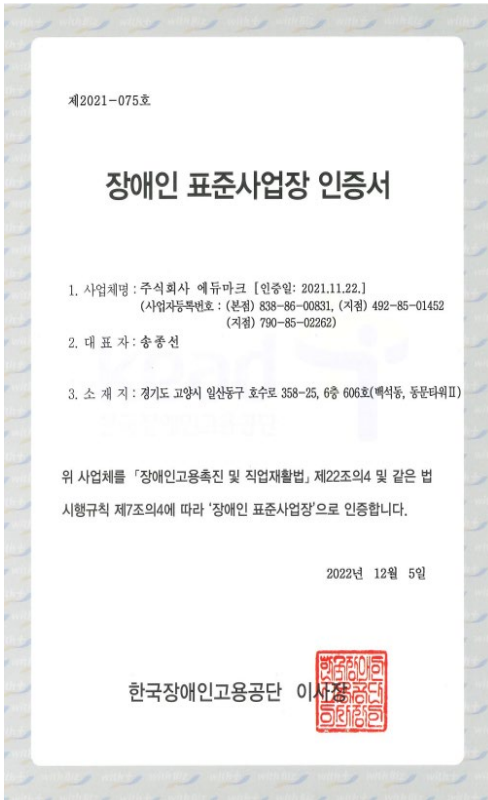 제2021-075호
장애인 표준사업장 인증서
1. 사업체명 : 주식회사 에듀마크 [인증일: 2021.11.22.]
(사업자등록번호 : (본점) 838-86-00831, (지점) 492-85-01452
(지점) 790-85-02262)
2. 대 표 자 : 송종선
3. 소 재 지 : 경기도 고양시 일산동구 호수로 358-25, 6층 606호(백석동, 동문타워Ⅱ)
위 사업체를 「장애인고용촉진 및 직업재활법」 제22조의4 및 같은 법
시행규칙 제7조의4에 따라 '장애인 표준사업장'으로 인증합니다.
2022년 12월 5일
한국장애인고용공단 이사장